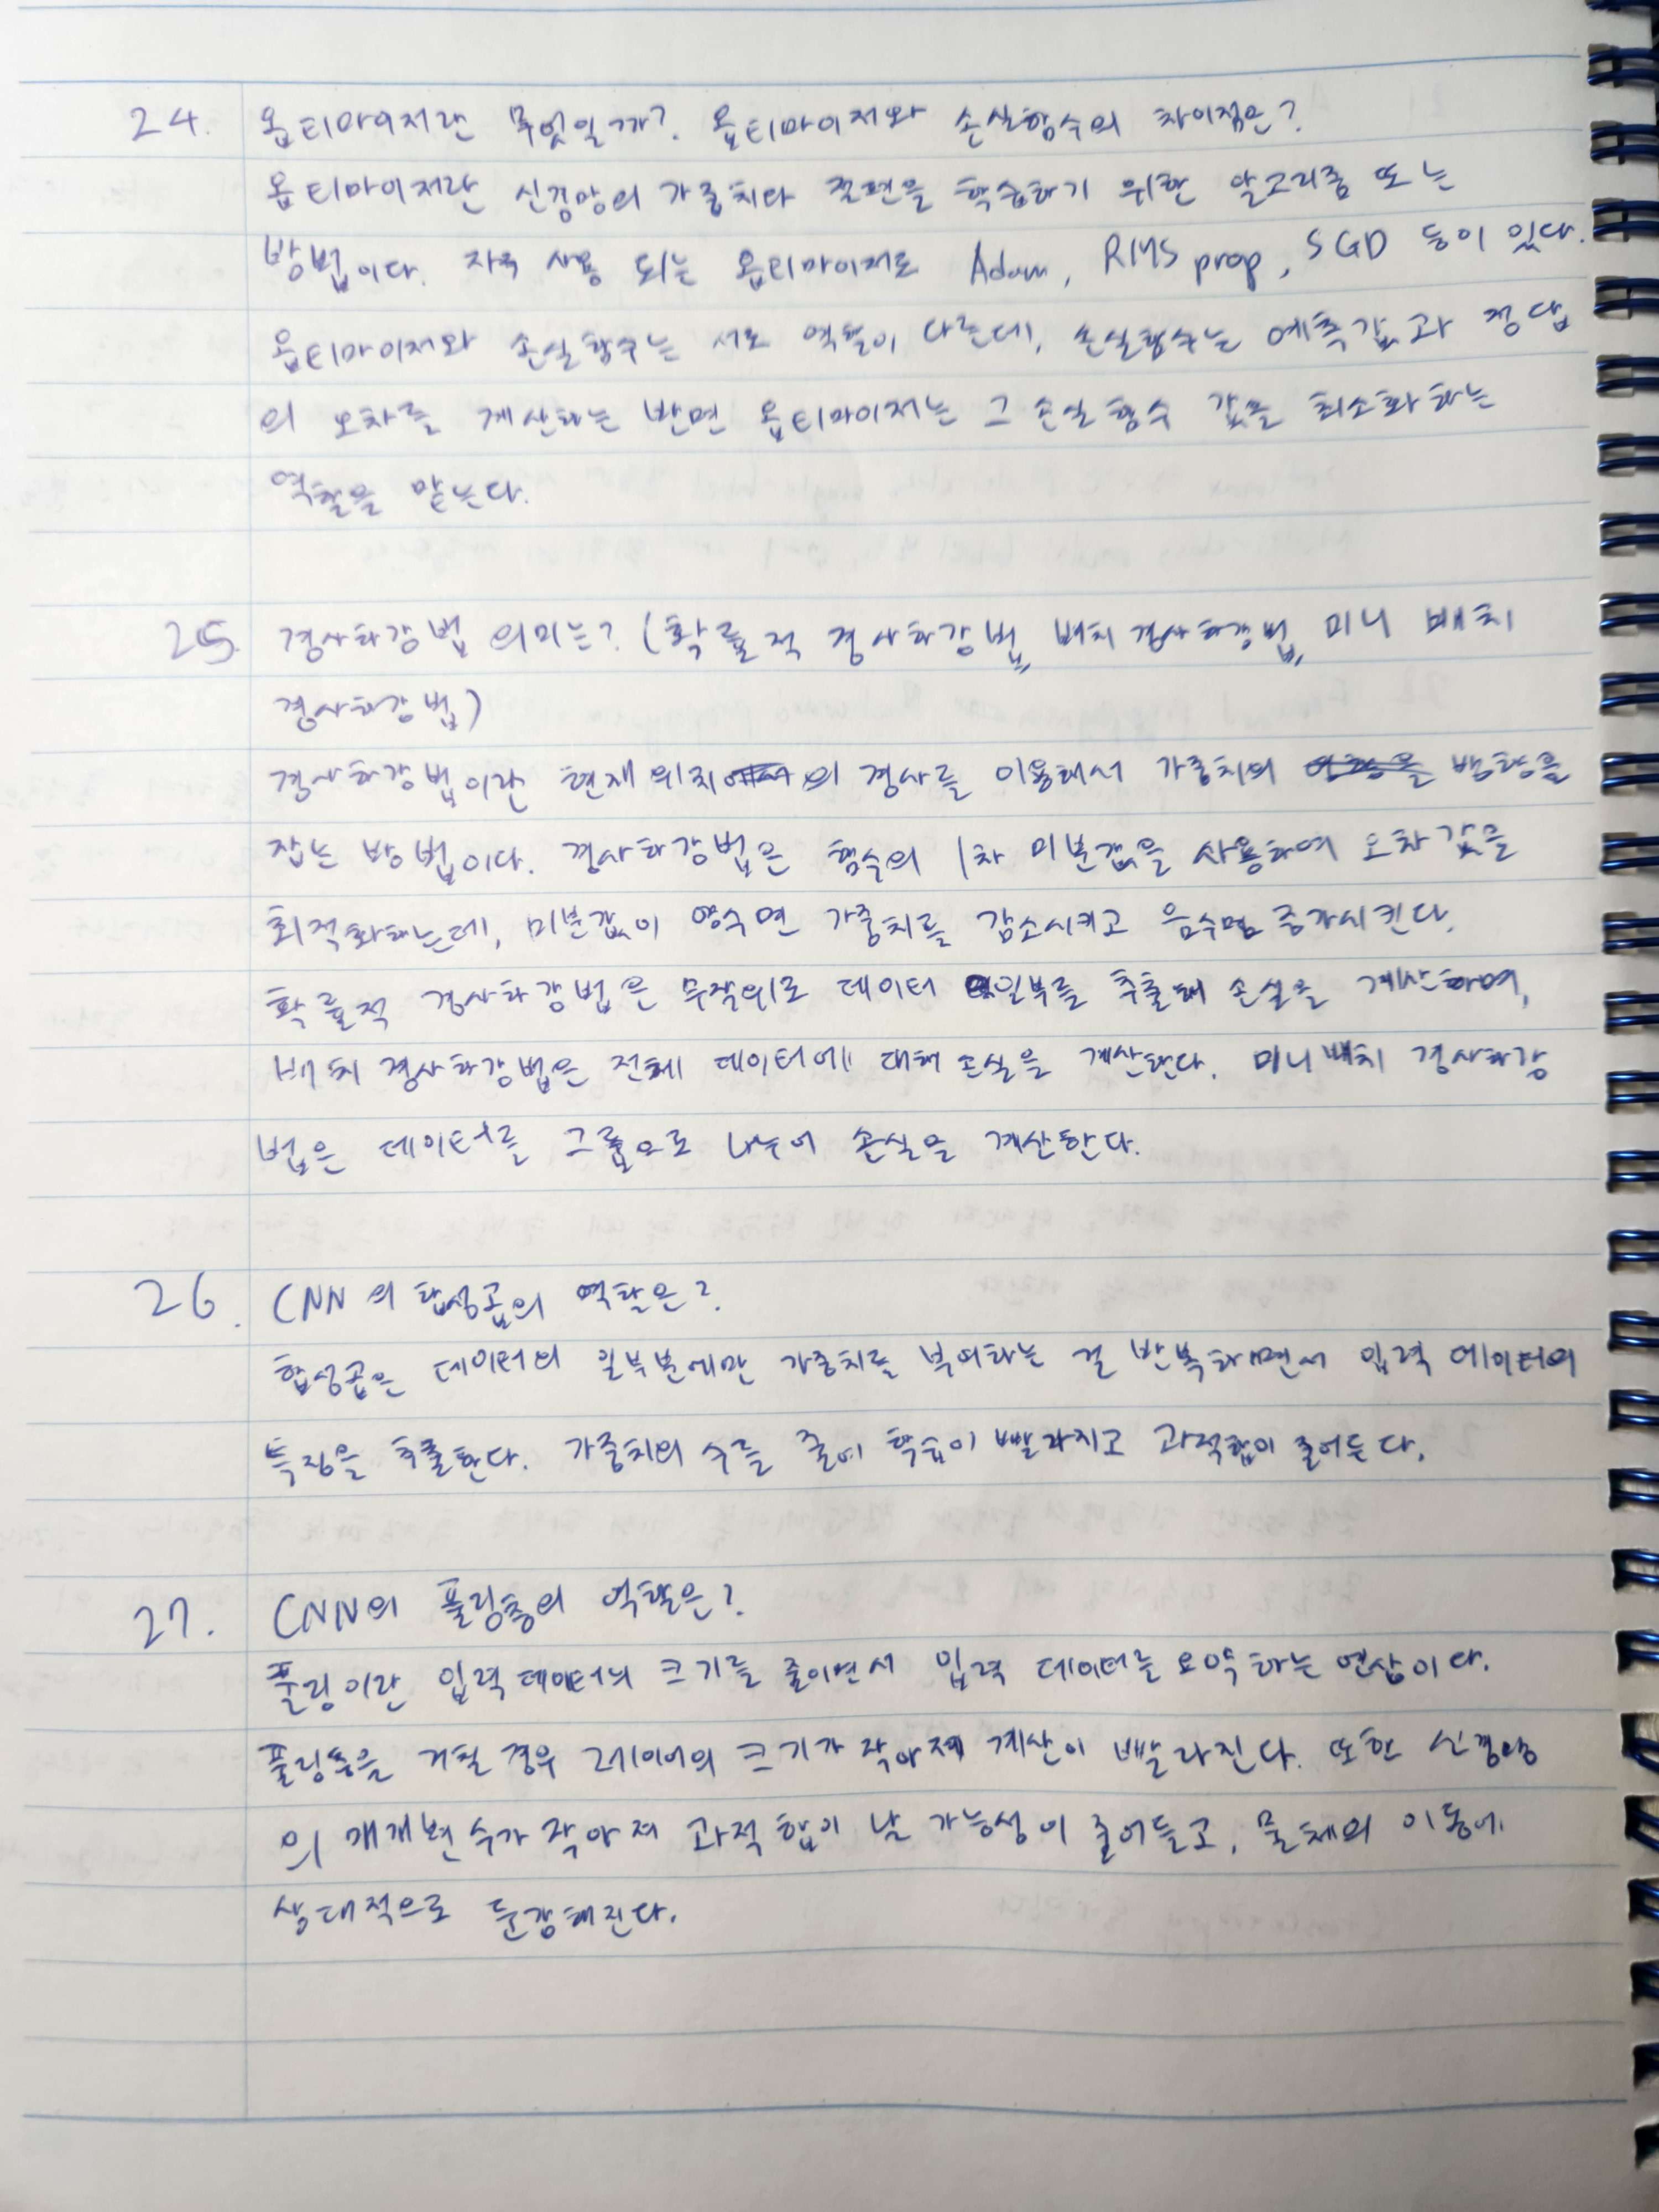 24. 옵티마이저란 무엇일까? 옵티마이저와 손실함수의 차이점은?
옵티마이저란 신경망의 가중치와 절편을 학습하기 위한 알고리즘 또는
방법이다. 자주 사용 되는 옵티마이저로 Adam, RMS prop, SGD 등이 있다.
옵티마이저와 손실함수는 서로 역할이 다른데, 손실함수는 예측값과 정답
의 오차를 계산하는 반면 옵티마이저는 그 손실함수 값을 최소화 하는
역할을 맡는다.
25. 경사하강법 의미는? (확률적 경사하강법, 배치 경사하강법, 미니 배치
경사하강법)
경사하강법이란 현재 위치의 경사를 이용해서 가중치의 방향을
잡는 방법이다. 경사하강법은 함수의 1차 미분값을 사용하여 오차값을
최적화하는데, 미분값이 양수면 가중치를 감소시키고 음수면 증가시킨다.
확률적 경사하강법은 무작위로 데이터 일부를 추출해 손실을 계산하며,
배치 경사하강법은 전체 데이터에 대해 손실을 계산한다. 미니 배치 경사하강
법은 데이터를 그룹으로 나누어 손실을 계산한다.
26. CNN의 합성곱의 역할은?
합성곱은 데이터의 일부분에만 가중치를 부여하는 걸 반복하면서 입력 데이터의
특징을 추출한다. 가중치의 수를 줄여 학습이 빨라지고 과적합이 줄어든다.
27. CNN의 풀링층의 역할은?
풀링이란 입력 데이터의 크기를 줄이면서 입력 데이터를 요약하는 연산이다.
풀링층을 거칠 경우 레이어의 크기가 작아져 계산이 빨라진다. 또한 신경망
의 매개변수가 작아져 과적합이 날 가능성이 줄어들고, 물체의 이동에
상대적으로 둔감해진다.